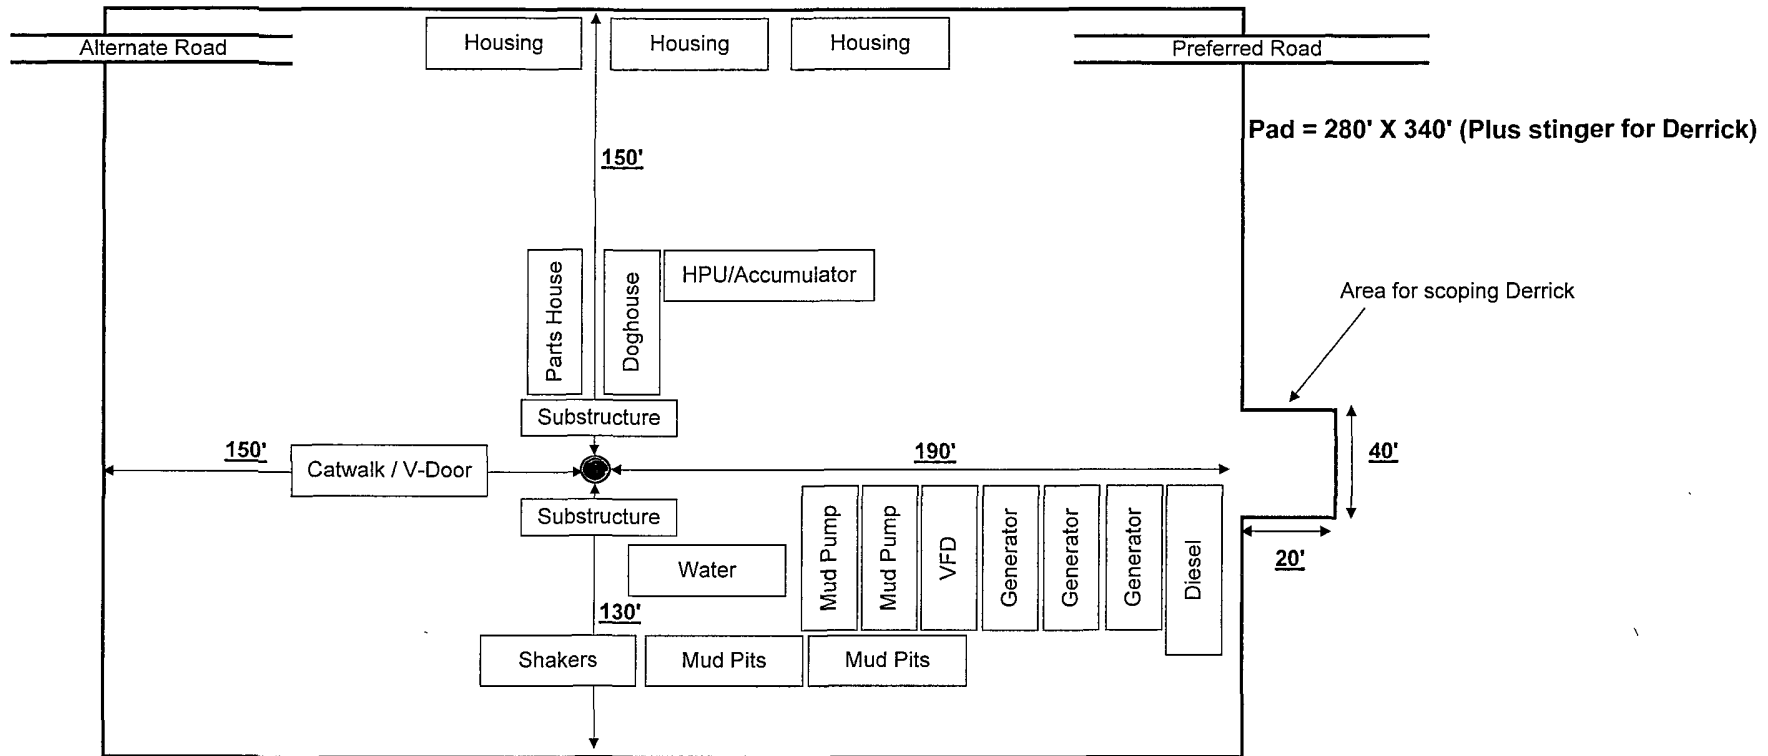 Alternate Road
Housing
Housing
Housing
Preferred Road
Pad = 280' X 340' (Plus stinger for Derrick)
150'
Parts House
Doghouse
HPU/Accumulator
Area for scoping Derrick
Substructure
150'
Catwalk / V-Door
190'
40'
Substructure
Water
Mud Pump
Mud Pump
VFD
Generator
Generator
Generator
Diesel
20'
130'
Shakers
Mud Pits
Mud Pits